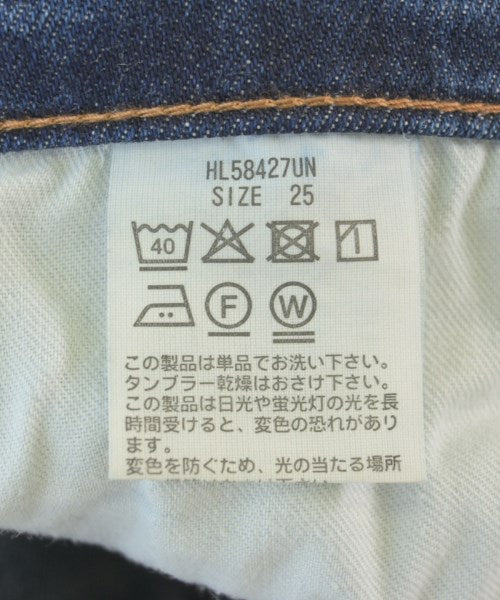 HL58427UN
SIZE 25
40
F W
この製品は単品でお洗い下さい。
タンブラー乾燥はおさけ下さい。
この製品は日光や蛍光灯の光を長
時間受けると、変色の恐れがあり
ます。
変色を防ぐため、光の当たる場所